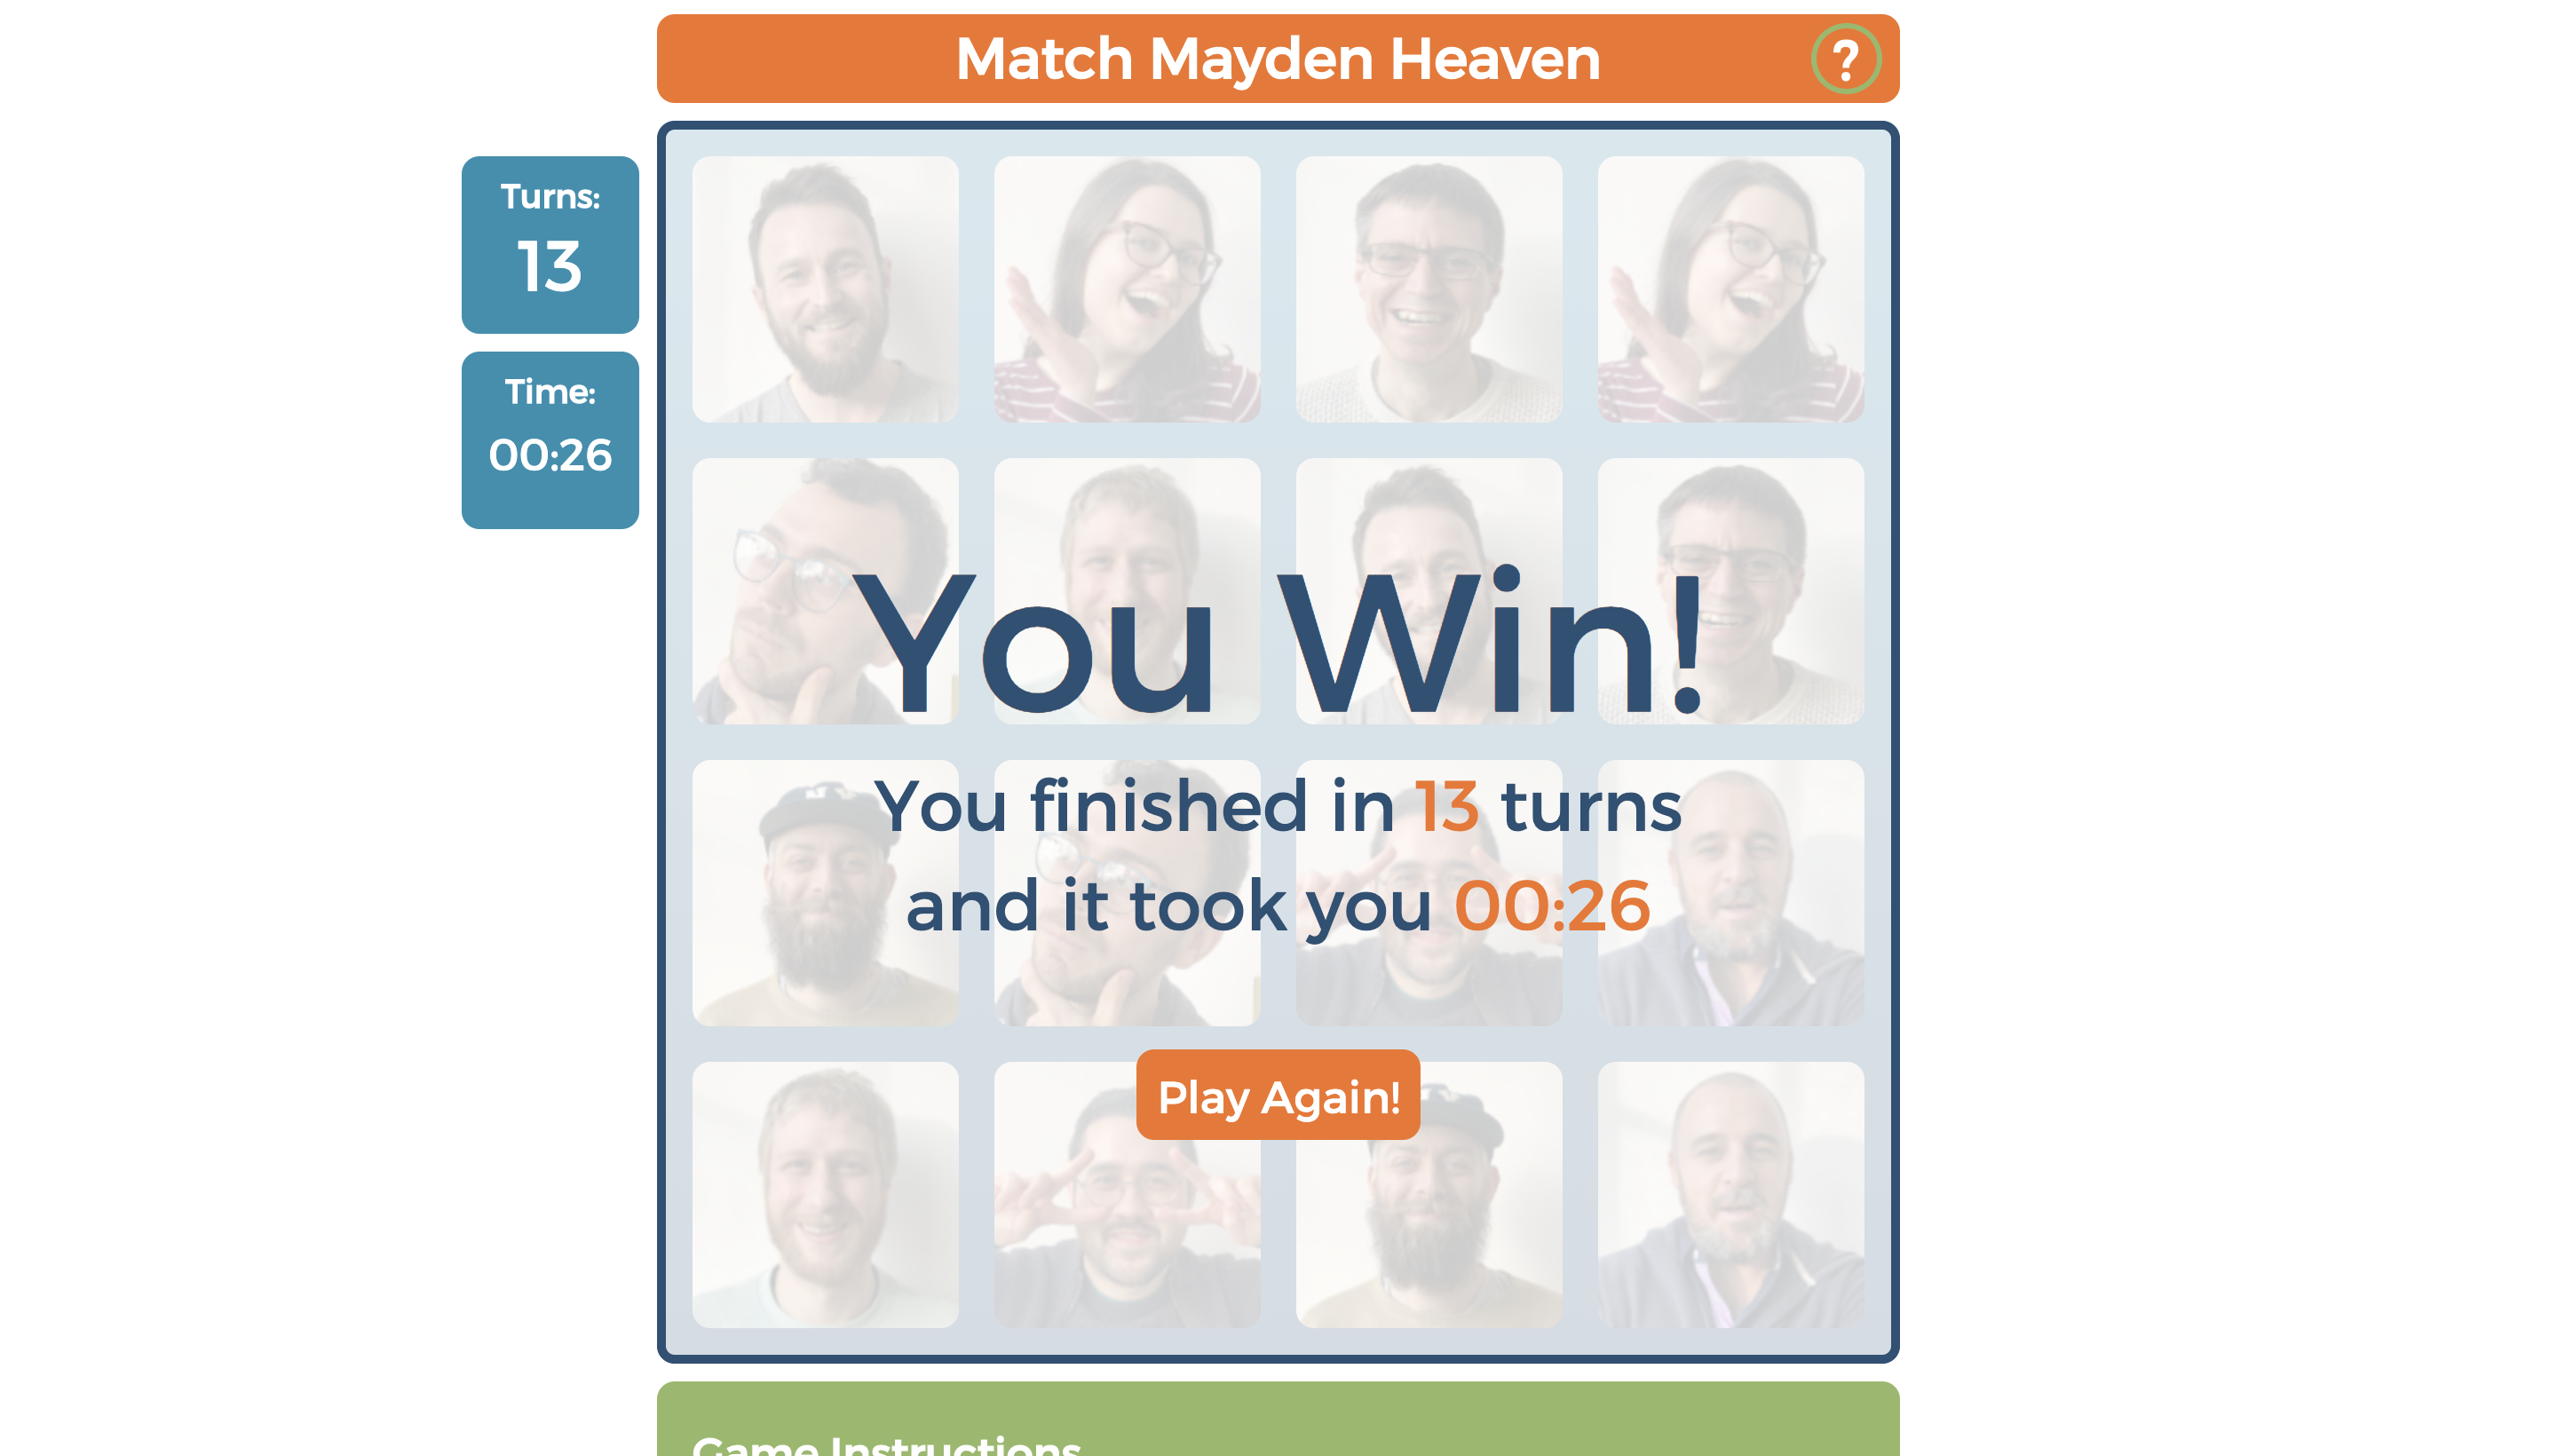 Match Mayden Heaven
?
Turns:
13
Time:
00:26
You Win!
You finished in 13 turns
and it took you 00:26
Play Again!
Game Instructions